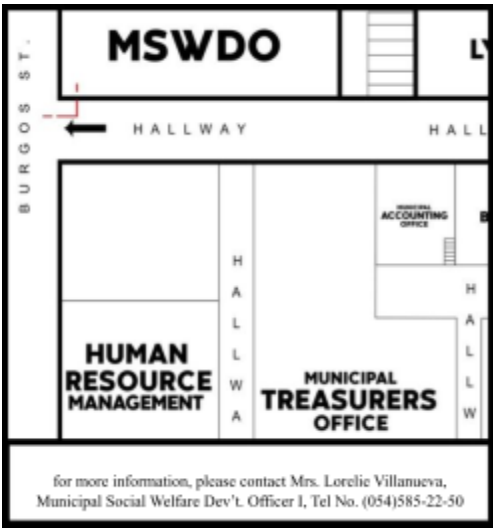 MSWDO
BURGOS ST.
HALLWAY
HALL
MUNICIPAL
ACCOUNTING
OFFICE
HALLWA
HALLW
HUMAN
RESOURCE
MANAGEMENT
MUNICIPAL
TREASURERS
OFFICE
for more information, please contact Mrs. Lorelie Villanueva,
Municipal Social Welfare Dev't. Officer I, Tel No. (054)585-22-50